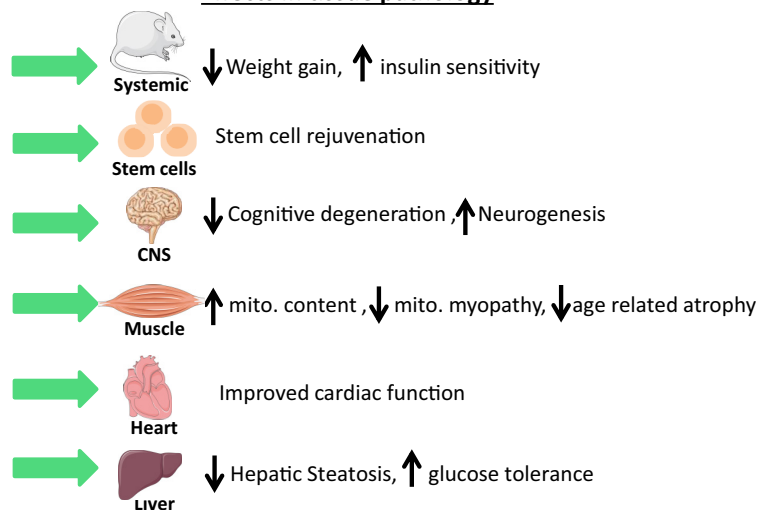 ↓ Weight gain, ↑ insulin sensitivity
Systemic
Stem cell rejuvenation
Stem cells
↓ Cognitive degeneration ,↑ Neurogenesis
CNS
↑ mito. content ,↓ mito. myopathy, ↓ age related atrophy
Muscle
Improved cardiac function
Heart
↓ Hepatic Steatosis, ↑ glucose tolerance
Liver